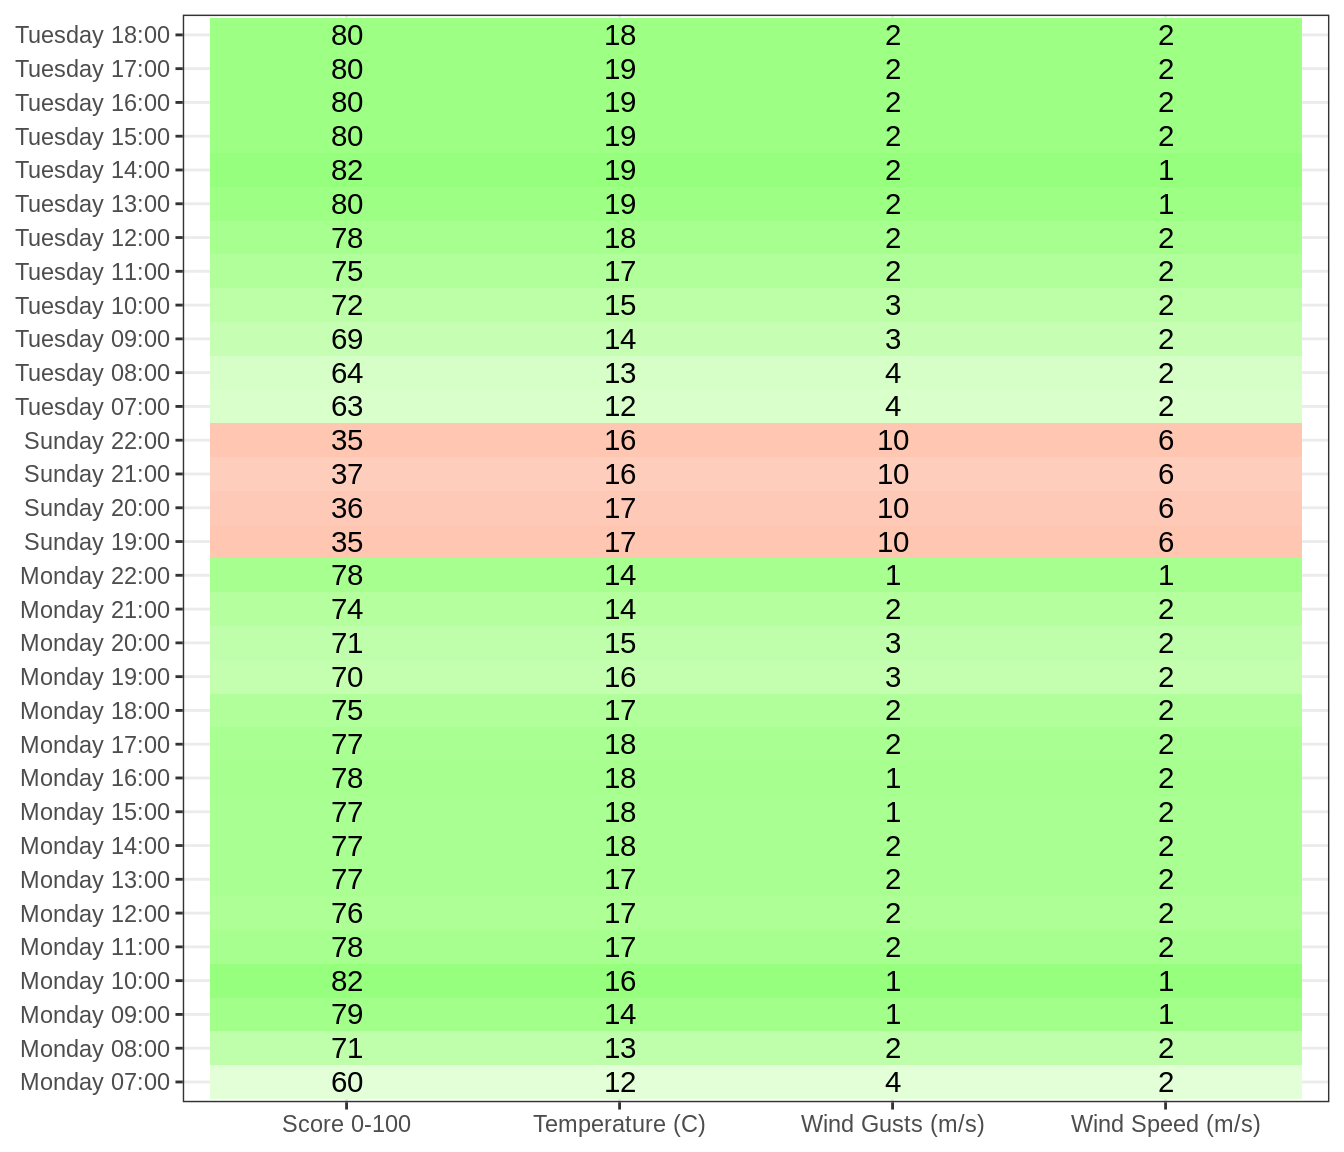 Tuesday 18:00 80 18 2 2
Tuesday 17:00 80 19 2 2
Tuesday 16:00 80 19 2 2
Tuesday 15:00 80 19 2 2
Tuesday 14:00 82 19 2 1
Tuesday 13:00 80 19 2 1
Tuesday 12:00 78 18 2 2
Tuesday 11:00 75 17 2 2
Tuesday 10:00 72 15 3 2
Tuesday 09:00 69 14 3 2
Tuesday 08:00 64 13 4 2
Tuesday 07:00 63 12 4 2
Sunday 22:00 35 16 10 6
Sunday 21:00 37 16 10 6
Sunday 20:00 36 17 10 6
Sunday 19:00 35 17 10 6
Monday 22:00 78 14 1 1
Monday 21:00 74 14 2 2
Monday 20:00 71 15 3 2
Monday 19:00 70 16 3 2
Monday 18:00 75 17 2 2
Monday 17:00 77 18 2 2
Monday 16:00 78 18 1 2
Monday 15:00 77 18 1 2
Monday 14:00 77 18 2 2
Monday 13:00 77 17 2 2
Monday 12:00 76 17 2 2
Monday 11:00 78 17 2 2
Monday 10:00 82 16 1 1
Monday 09:00 79 14 1 1
Monday 08:00 71 13 2 2
Monday 07:00 60 12 4 2
Score 0-100 Temperature (C) Wind Gusts (m/s) Wind Speed (m/s)